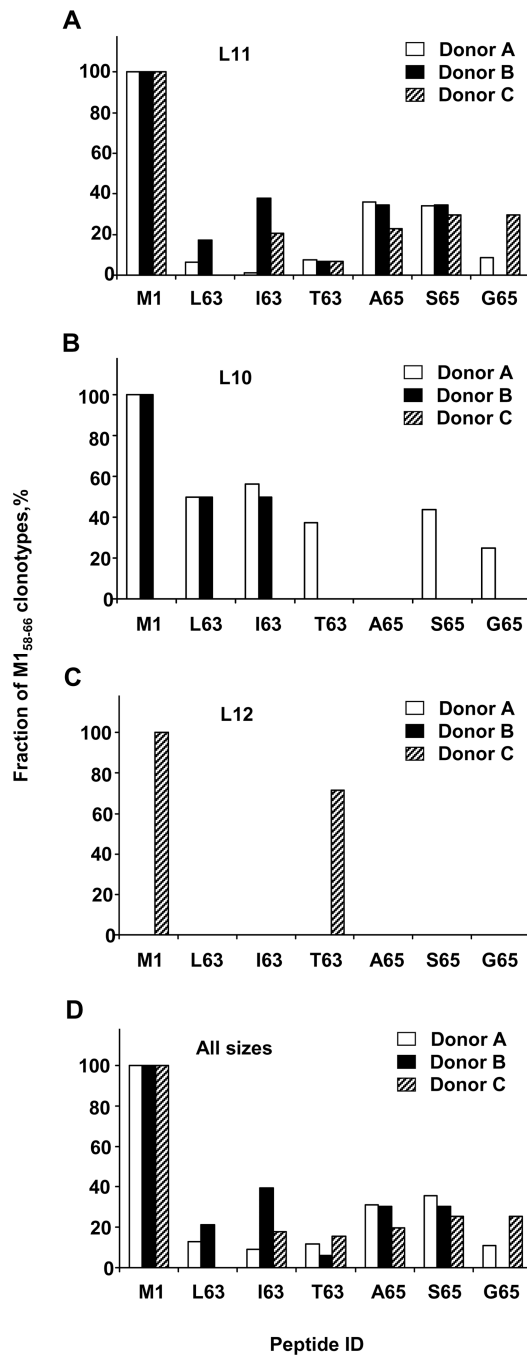 A
L11
Donor A
Donor B
Donor C
100
80
60
40
20
0
M1 L63 I63 T63 A65 S65 G65
B
L10
Donor A
Donor B
Donor C
100
80
60
40
20
0
M1 L63 I63 T63 A65 S65 G65
C
L12
Donor A
Donor B
Donor C
100
80
60
40
20
0
M1 L63 I63 T63 A65 S65 G65
D
All sizes
Donor A
Donor B
Donor C
100
80
60
40
20
0
M1 L63 I63 T63 A65 S65 G65
Fraction of M158-66 clonotypes,%
Peptide ID